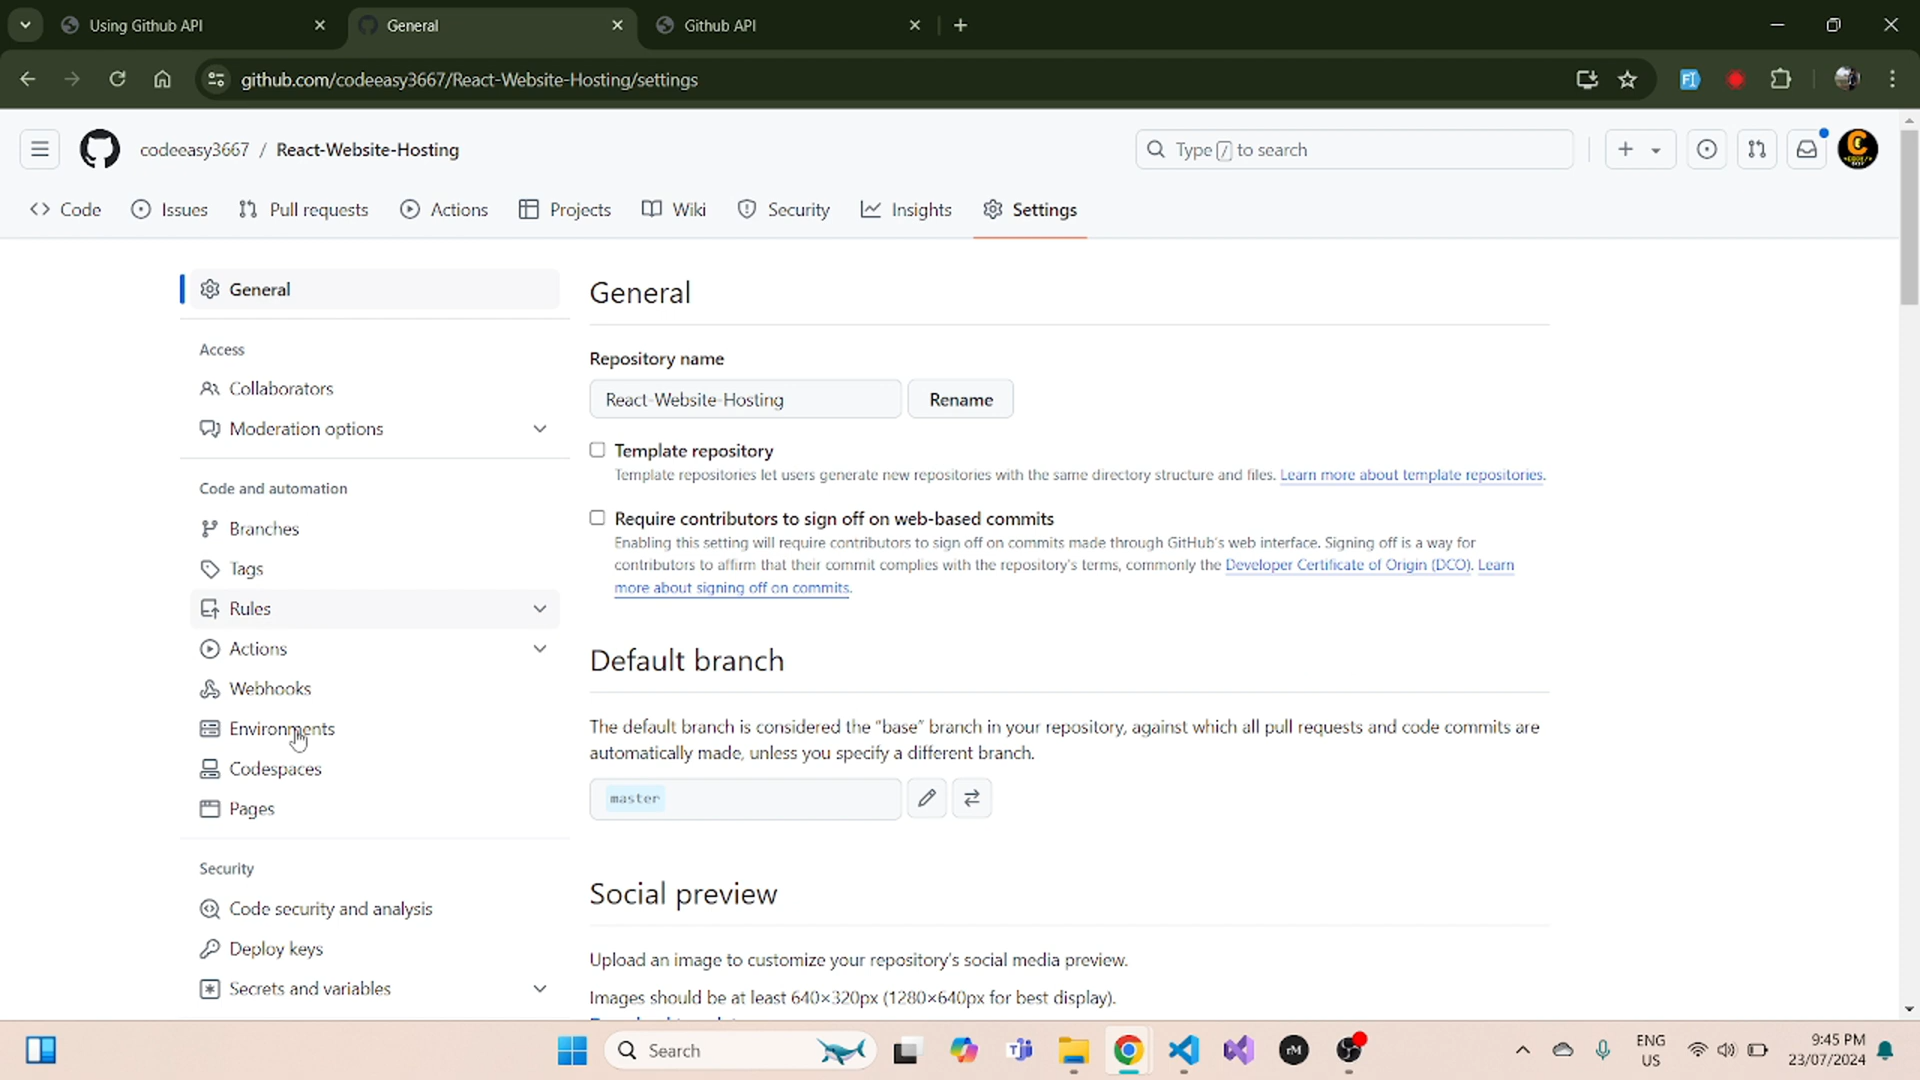 Using Github API
General
Github API
github.com/codeeasy3667/React-Website-Hosting/settings
codeeasy3667 / React-Website-Hosting
Type / to search
Code
Issues
Pull requests
Actions
Projects
Wiki
Security
Insights
Settings
General
Access
Collaborators
Moderation options
Code and automation
Branches
Tags
Rules
Actions
Webhooks
Environments
Codespaces
Pages
Security
Code security and analysis
Deploy keys
Secrets and variables
General
Repository name
React-Website-Hosting
Rename
Template repository
Template repositories let users generate new repositories with the same directory structure and files. Learn more about template repositories.
Require contributors to sign off on web-based commits
Enabling this setting will require contributors to sign off on commits made through GitHub's web interface. Signing off is a way for
contributors to affirm that their commit complies with the repository's terms, commonly the Developer Certificate of Origin (DCO). Learn
more about signing off on commits.
Default branch
The default branch is considered the "base" branch in your repository, against which all pull requests and code commits are
automatically made, unless you specify a different branch.
master
Social preview
Upload an image to customize your repository's social media preview.
Images should be at least 640×320px (1280×640px for best display).
Search
rM
ENG
US
9:45 PM
23/07/2024